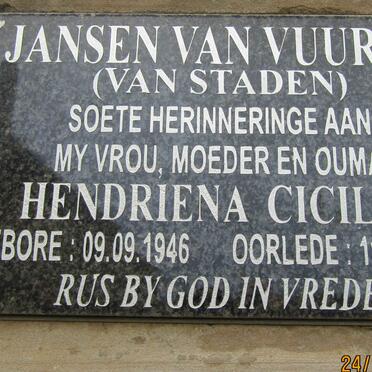 JANSEN VAN VUUR
(VAN STADEN)
SOETE HERINNERINGE AAN
MY VROU, MOEDER EN OUMA
HENDRIENA CICIL
BORE : 09.09.1946 OORLEDE : 1
RUS BY GOD IN VREDE
24/